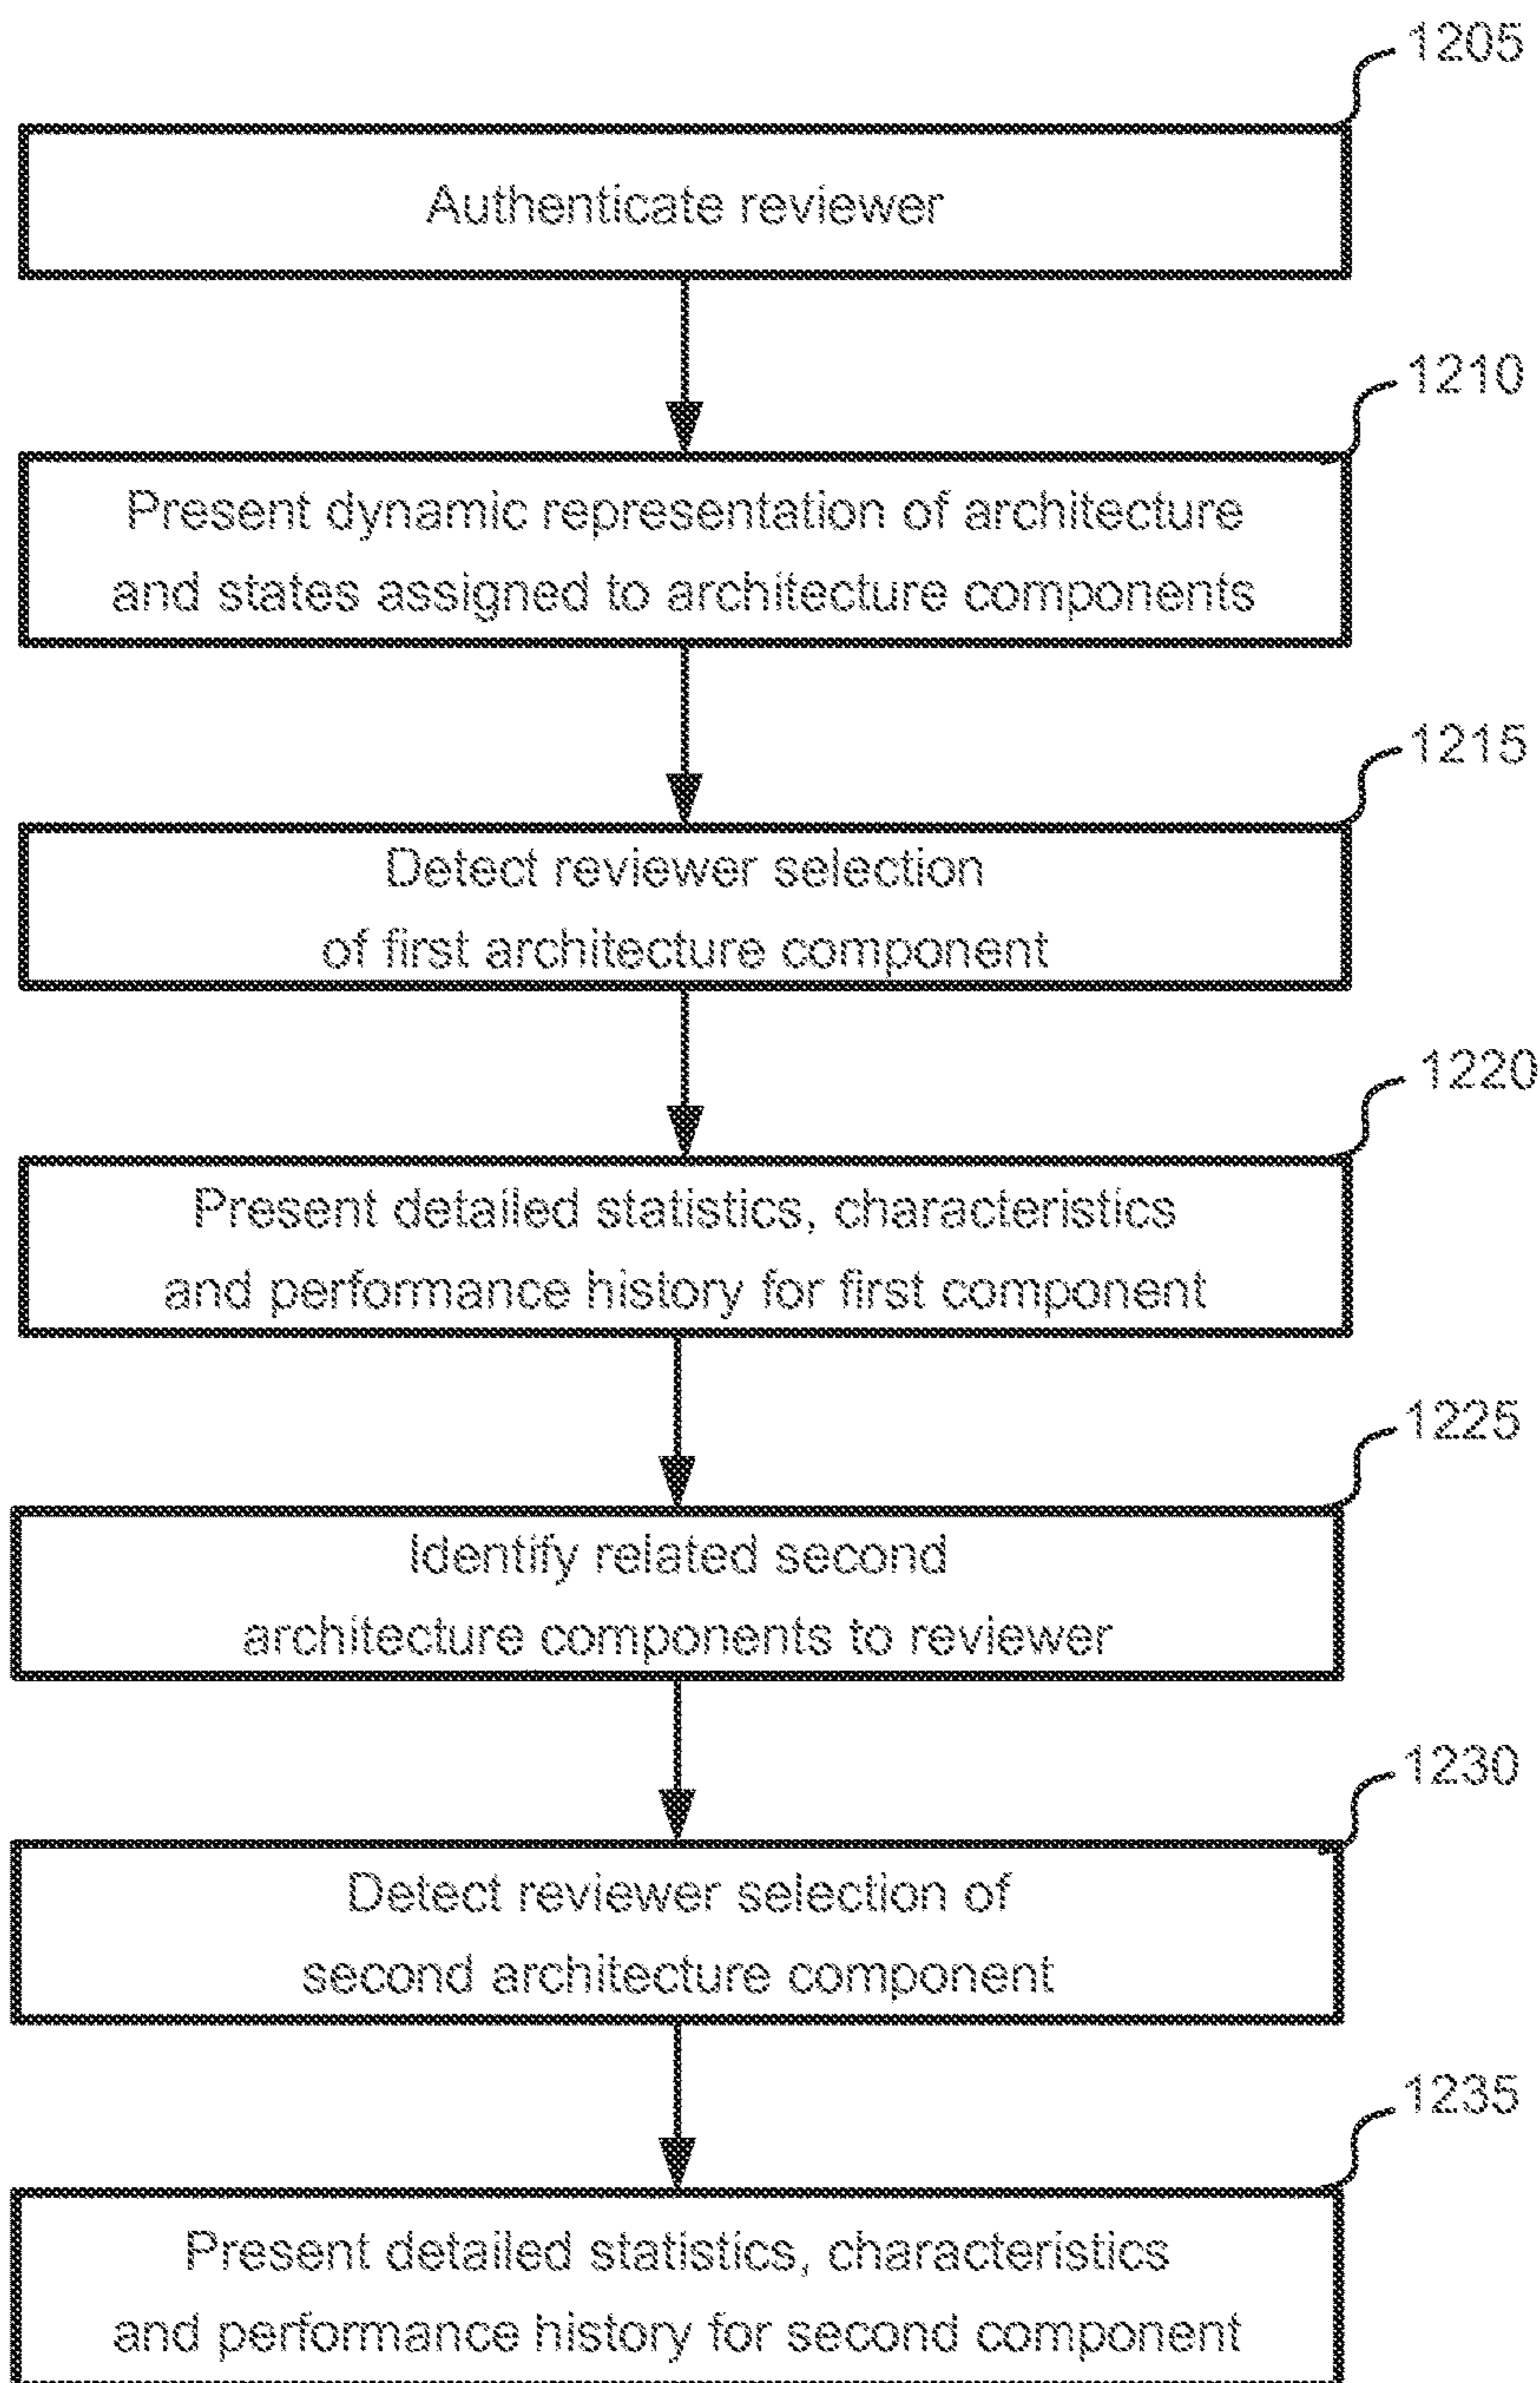 1205
Authenticate reviewer
1210
Present dynamic representation of architecture
and states assigned to architecture components
1215
Detect reviewer selection
of first architecture component
1220
Present detailed statistics, characteristics
and performance history for first component
1225
Identify related second
architecture components to reviewer
1230
Detect reviewer selection of
second architecture component
1235
Present detailed statistics, characteristics
and performance history for second component